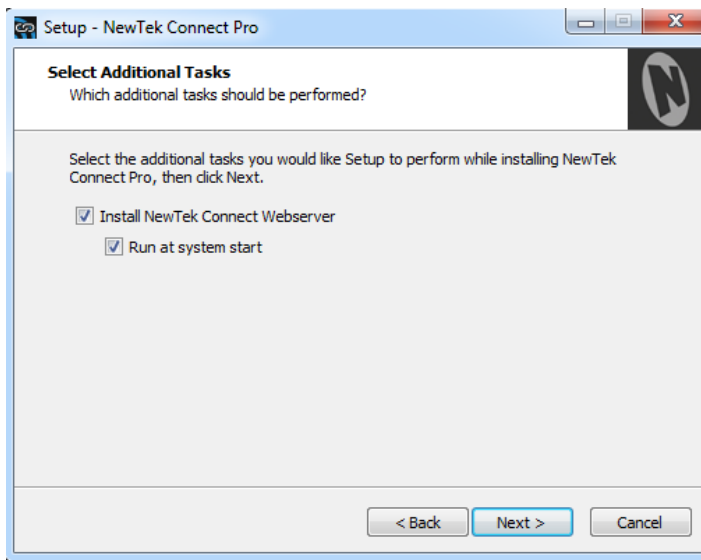 Setup - NewTek Connect Pro
Select Additional Tasks
Which additional tasks should be performed?
Select the additional tasks you would like Setup to perform while installing NewTek
Connect Pro, then click Next.
Install NewTek Connect Webserver
Run at system start
< Back
Next >
Cancel